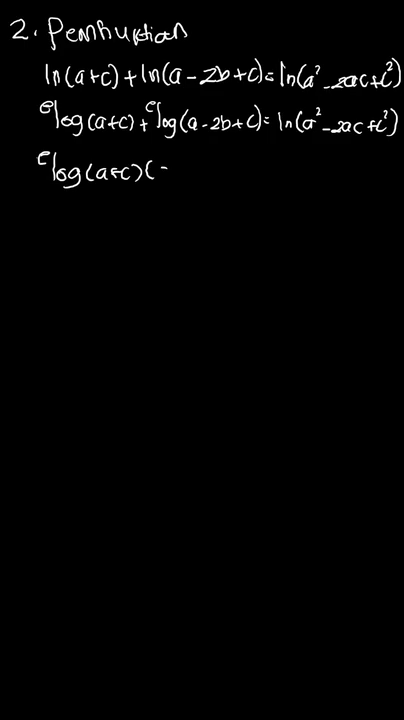 2. Pembuktian
ln(a+c)+ln(a-2b+c)=ln(a²-2ac+c²)
ᵉlog(a+c)+ᵉlog(a-2b+c)=ln(a²-2ac+c²)
ᵉlog(a+c)(-